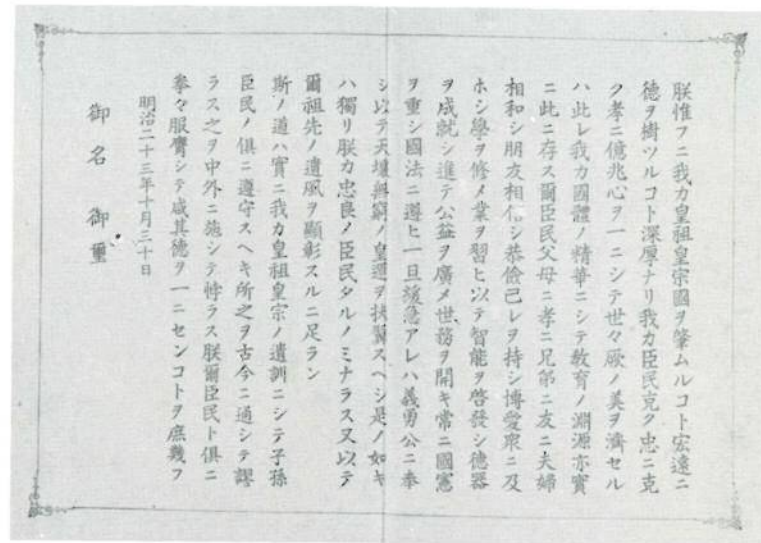 朕惟フニ我カ皇祖皇宗國ヲ肇ムルコト宏遠ニ
德ヲ樹ツルコト深厚ナリ我カ臣民克ク忠ニ克
ク孝ニ億兆心ヲ一ニシテ世々厥ノ美ヲ濟セル
ハ此レ我カ國體ノ精華ニシテ教育ノ淵源亦實
ニ此ニ存ス爾臣民父母ニ孝ニ兄弟ニ友ニ夫婦
相和シ朋友相信シ恭儉己レヲ持シ博愛衆ニ及
ホシ學ヲ修メ業ヲ習ヒ以テ智能ヲ啓發シ德器
ヲ成就シ進テ公益ヲ廣メ世務ヲ開キ常ニ國憲
ヲ重シ國法ニ遵ヒ一旦緩急アレハ義勇公ニ奉
シ以テ天壤無窮ノ皇運ヲ扶翼スヘシ是ノ如キ
ハ獨リ朕カ忠良ノ臣民タルノミナラス又以テ
爾祖先ノ遺風ヲ顯彰スルニ足ラン
斯ノ道ハ實ニ我カ皇祖皇宗ノ遺訓ニシテ子孫
臣民ノ俱ニ遵守スヘキ所之ヲ古今ニ通シテ謬
ラス之ヲ中外ニ施シテ悖ラス朕爾臣民ト俱ニ
拳々服膺シテ咸其德ヲ一ニセンコトヲ庶幾フ
明治二十三年十月三十日
御名 御璽